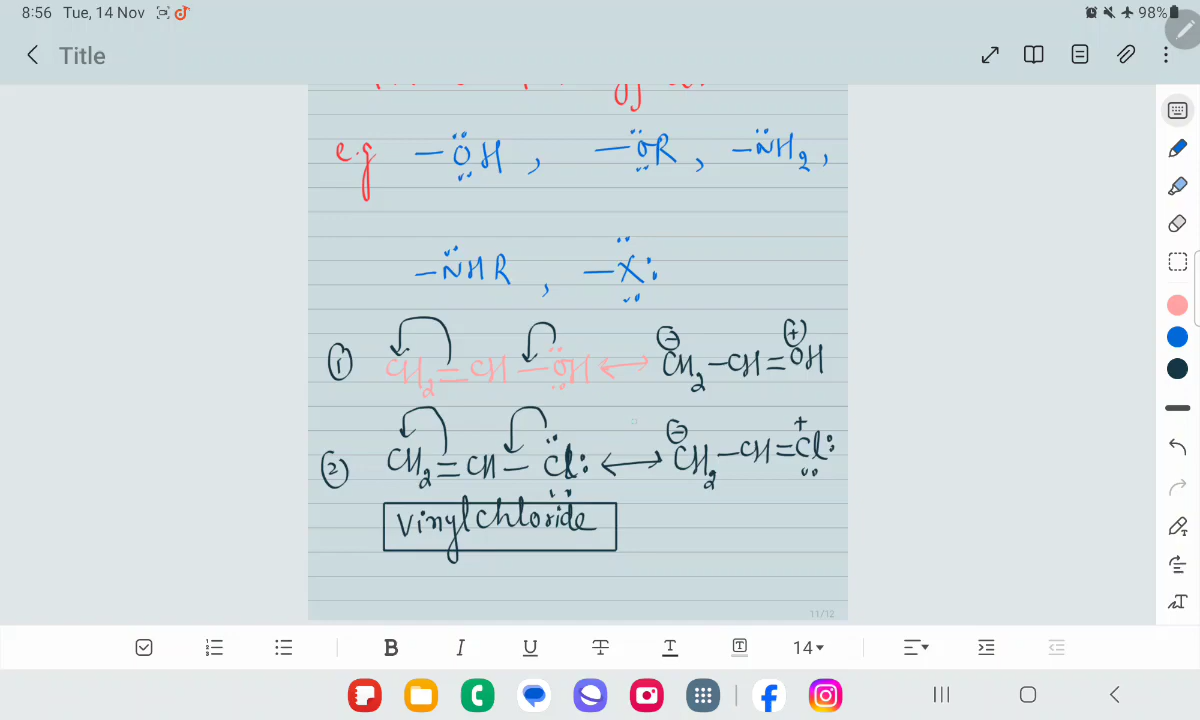 8:56 Tue, 14 Nov 98%
Title
e.g –ÖH, –ÖR, –N̈H₂,
–N̈HR, –Ẍ:
① CH₂=CH–ÖH ⟷ ⊖CH₂–CH=OH⊕
② CH₂=CH–C̈l: ⟷ ⊖CH₂–CH=Cl:+
Vinylchloride
11/12
B I U T T T 14